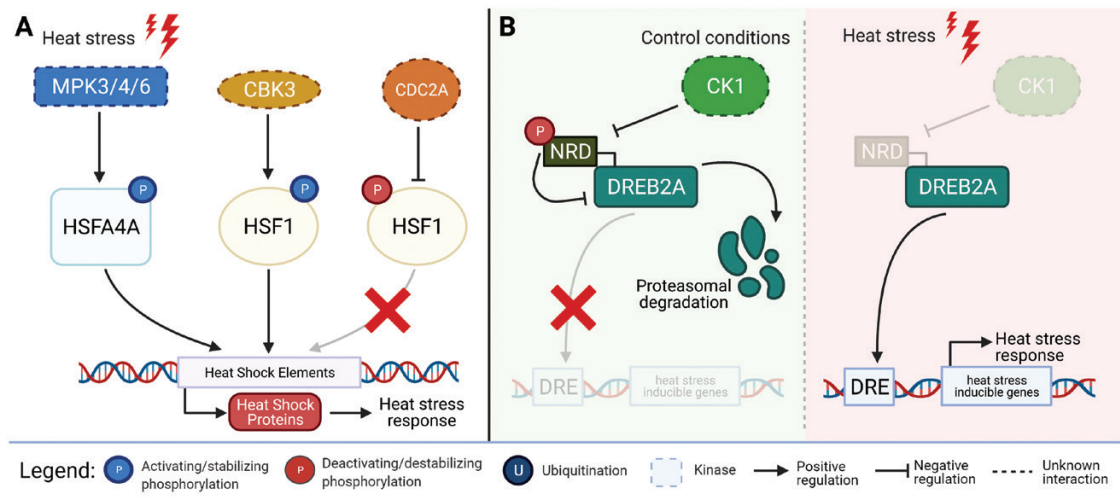 A
Heat stress
MPK3/4/6
CBK3
CDC2A
P
P
P
HSFA4A
HSF1
HSF1
Heat Shock Elements
Heat Shock
Proteins
Heat stress
response
B
Control conditions
CK1
P
NRD
DREB2A
Proteasomal
degradation
DRE
heat stress
inducible genes
Heat stress
CK1
NRD
DREB2A
Heat stress
response
DRE
heat stress
inducible genes
Legend:
P
Activating/stabilizing
phosphorylation
P
Deactivating/destabilizing
phosphorylation
U
Ubiquitination
Kinase
Positive
regulation
Negative
regulation
Unknown
interaction